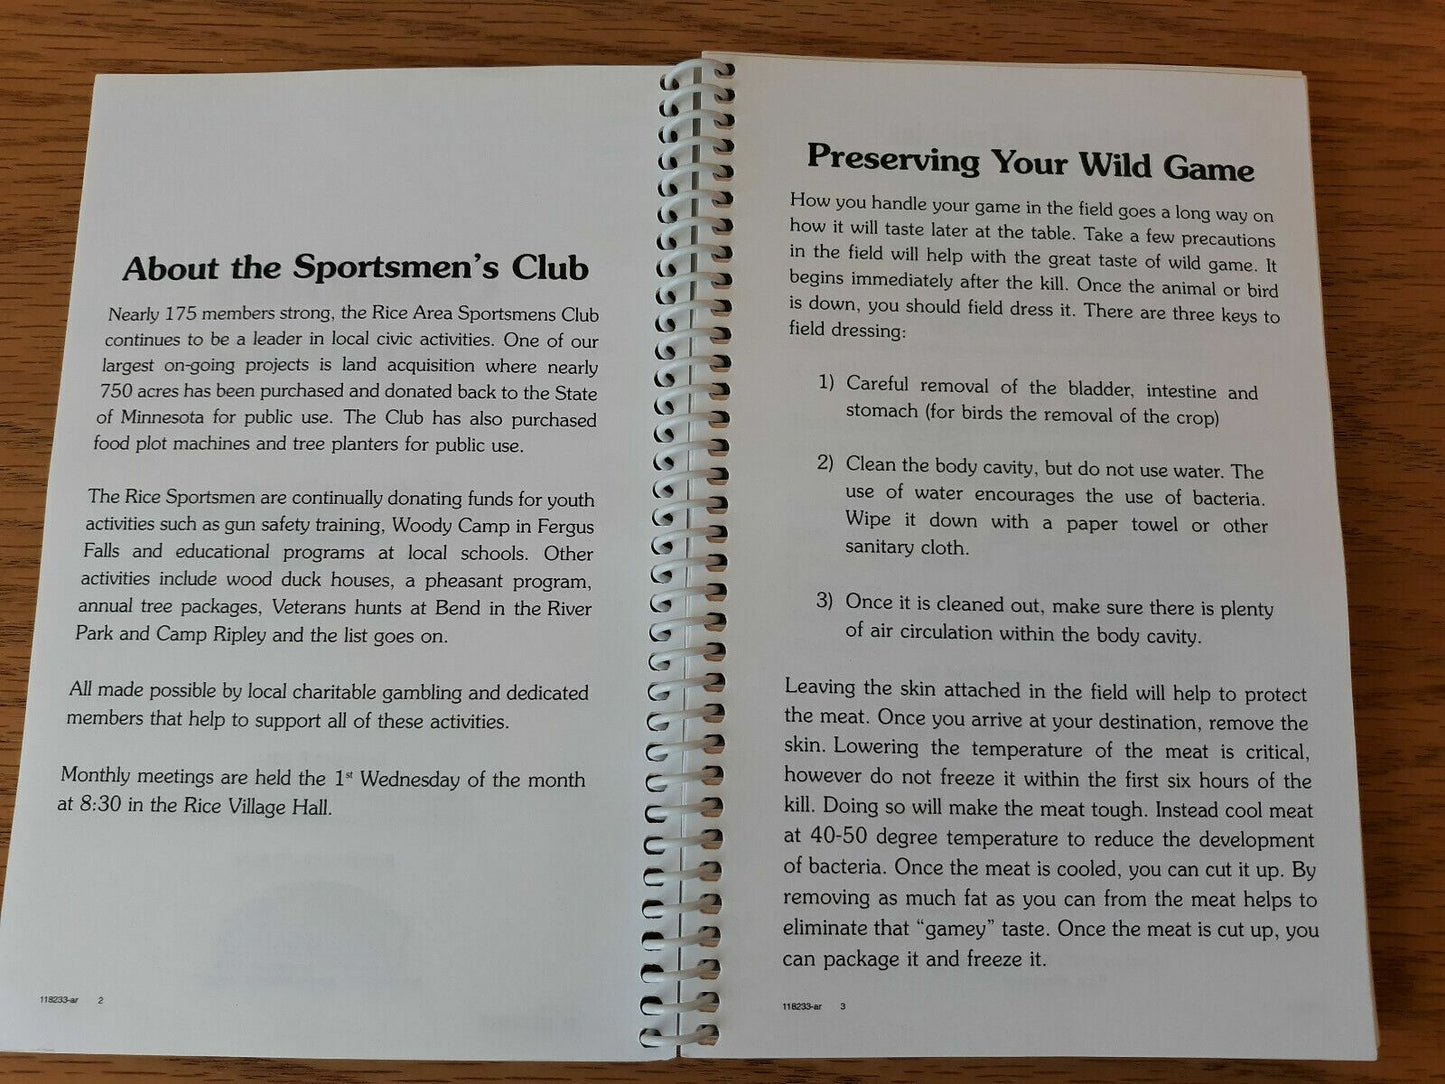 About the Sportsmen's Club
Nearly 175 members strong, the Rice Area Sportsmens Club
continues to be a leader in local civic activities. One of our
largest on-going projects is land acquisition where nearly
750 acres has been purchased and donated back to the State
of Minnesota for public use. The Club has also purchased
food plot machines and tree planters for public use.
The Rice Sportsmen are continually donating funds for youth
activities such as gun safety training, Woody Camp in Fergus
Falls and educational programs at local schools. Other
activities include wood duck houses, a pheasant program,
annual tree packages, Veterans hunts at Bend in the River
Park and Camp Ripley and the list goes on.
All made possible by local charitable gambling and dedicated
members that help to support all of these activities.
Monthly meetings are held the 1st Wednesday of the month
at 8:30 in the Rice Village Hall.
118233-ar 2
Preserving Your Wild Game
How you handle your game in the field goes a long way on
how it will taste later at the table. Take a few precautions
in the field will help with the great taste of wild game. It
begins immediately after the kill. Once the animal or bird
is down, you should field dress it. There are three keys to
field dressing:
1) Careful removal of the bladder, intestine and
stomach (for birds the removal of the crop)
2) Clean the body cavity, but do not use water. The
use of water encourages the use of bacteria.
Wipe it down with a paper towel or other
sanitary cloth.
3) Once it is cleaned out, make sure there is plenty
of air circulation within the body cavity.
Leaving the skin attached in the field will help to protect
the meat. Once you arrive at your destination, remove the
skin. Lowering the temperature of the meat is critical,
however do not freeze it within the first six hours of the
kill. Doing so will make the meat tough. Instead cool meat
at 40-50 degree temperature to reduce the development
of bacteria. Once the meat is cooled, you can cut it up. By
removing as much fat as you can from the meat helps to
eliminate that “gamey” taste. Once the meat is cut up, you
can package it and freeze it.
118233-ar 3